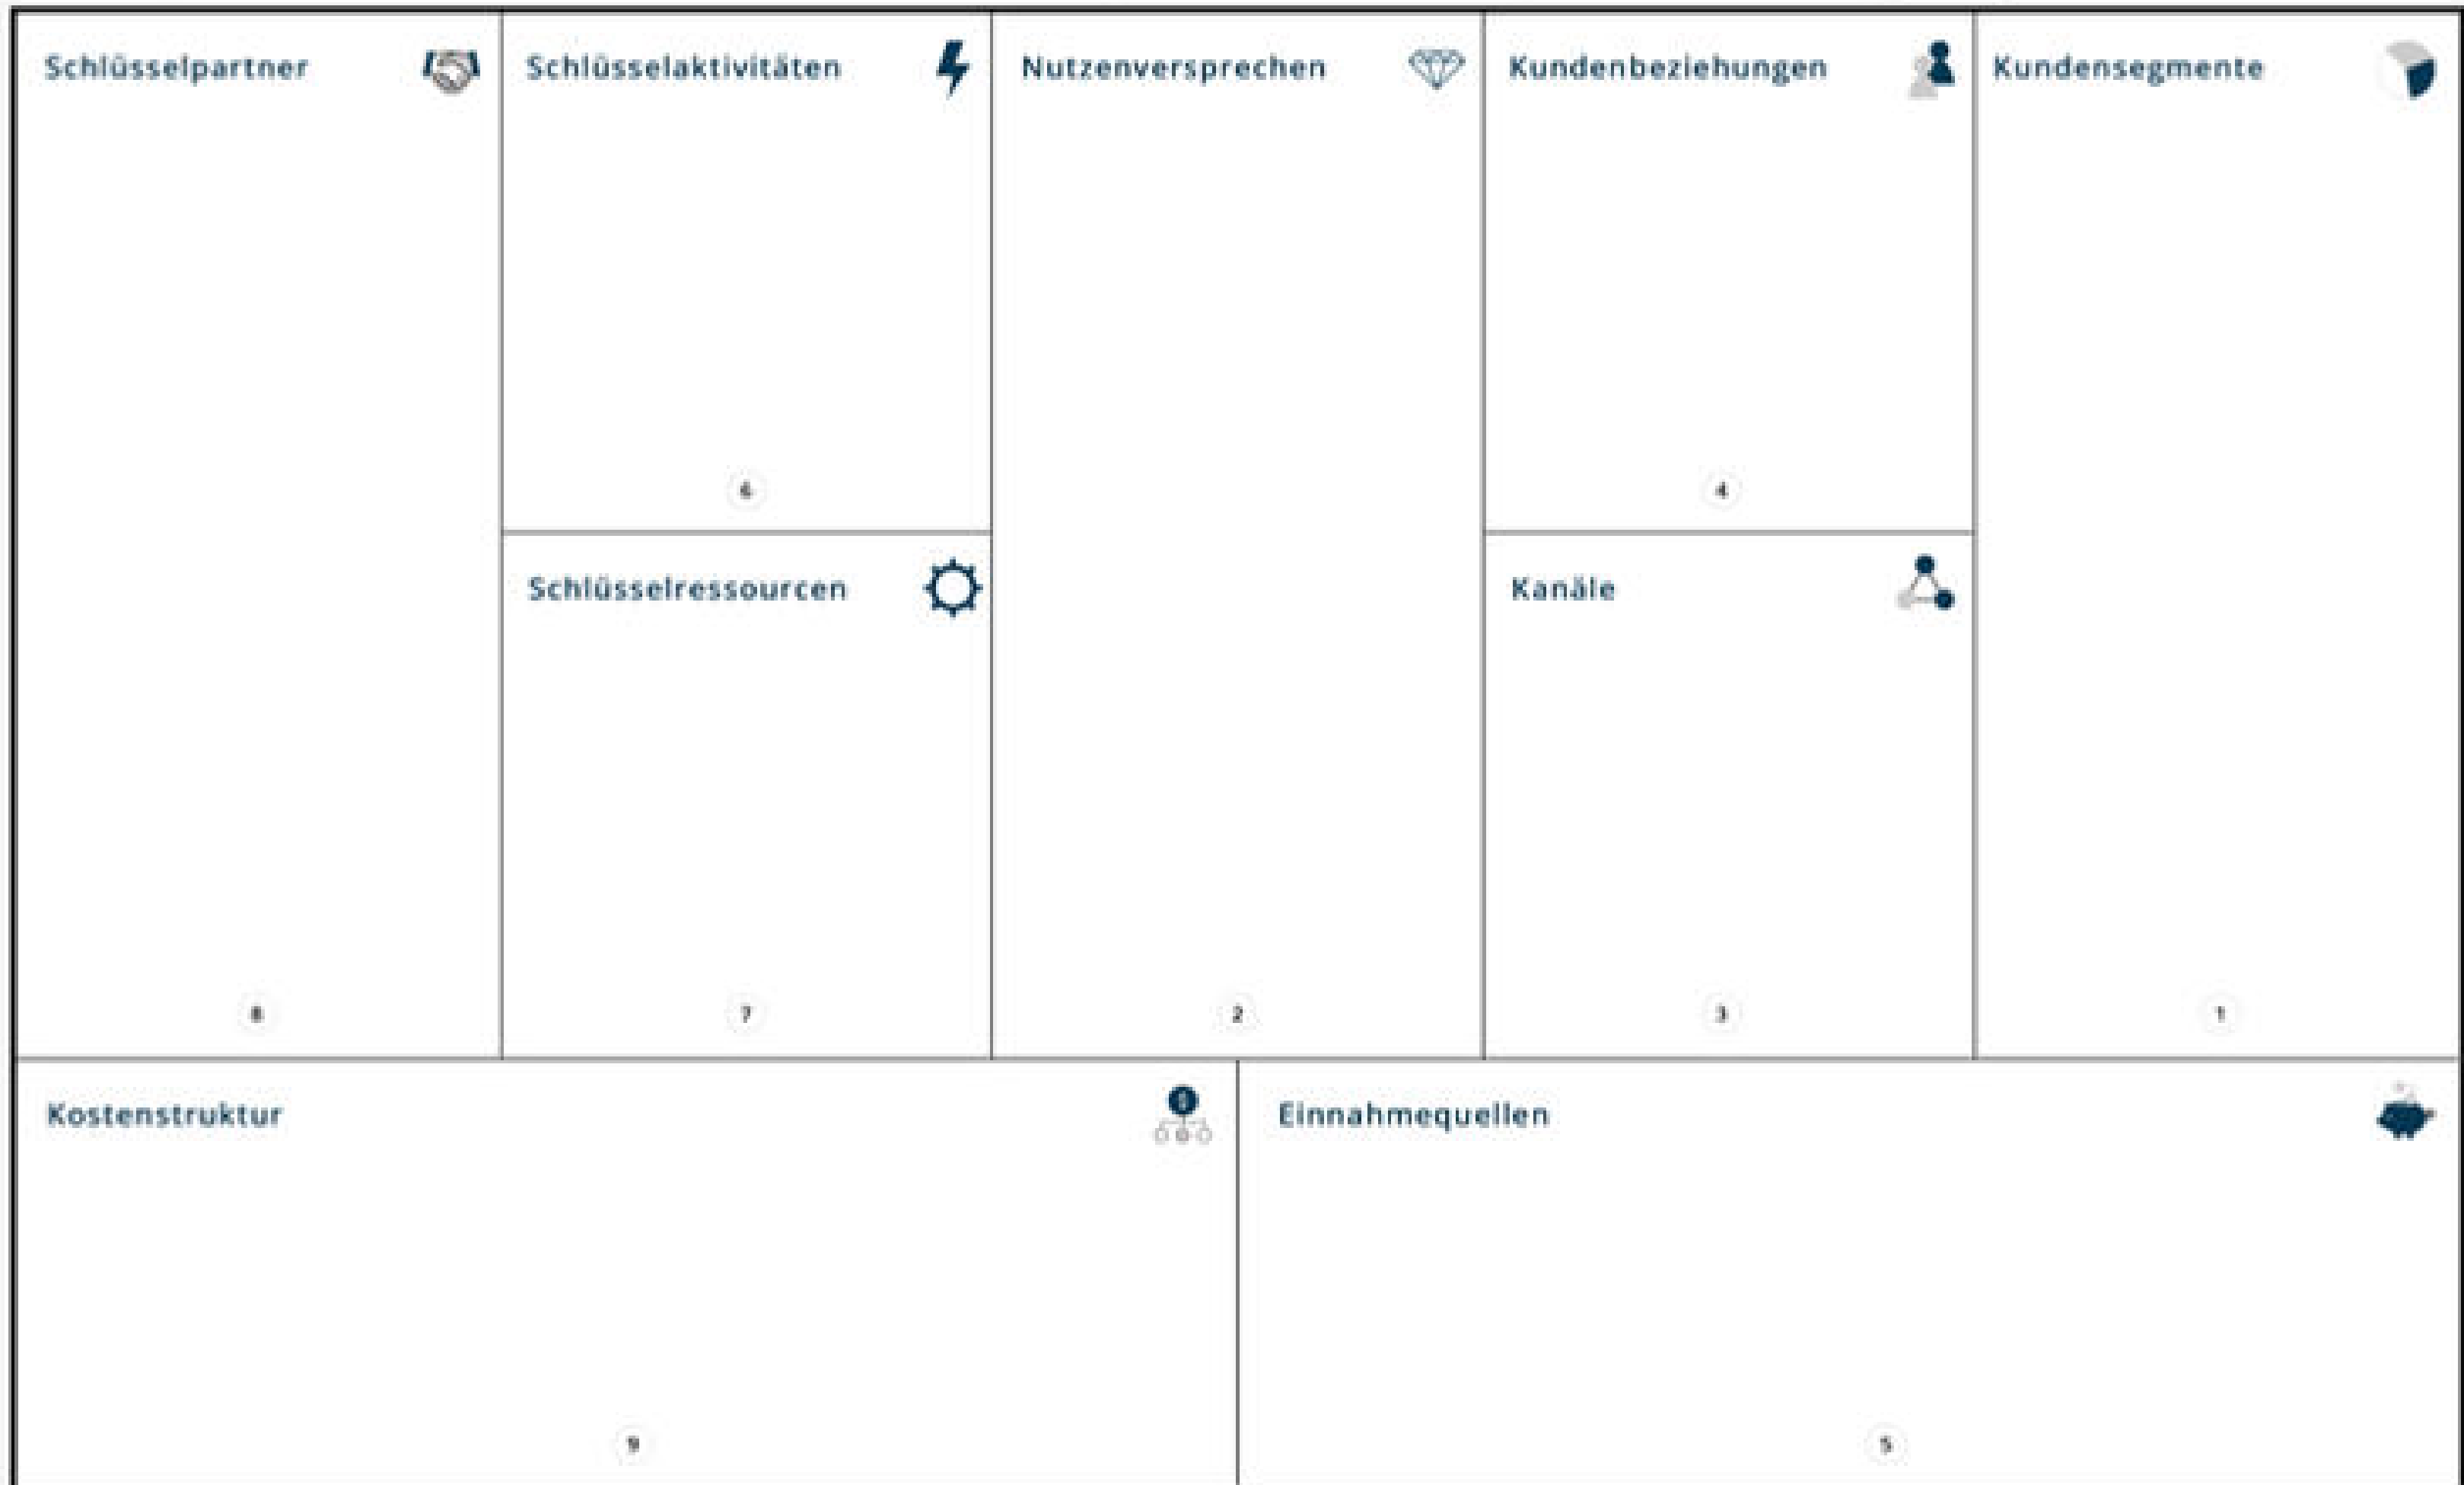 Schlüsselpartner
Schlüsselaktivitäten
Nutzenversprechen
Kundenbeziehungen
Kundensegmente
6
4
Schlüsselressourcen
Kanäle
8
7
2
3
1
Kostenstruktur
Einnahmequellen
9
5